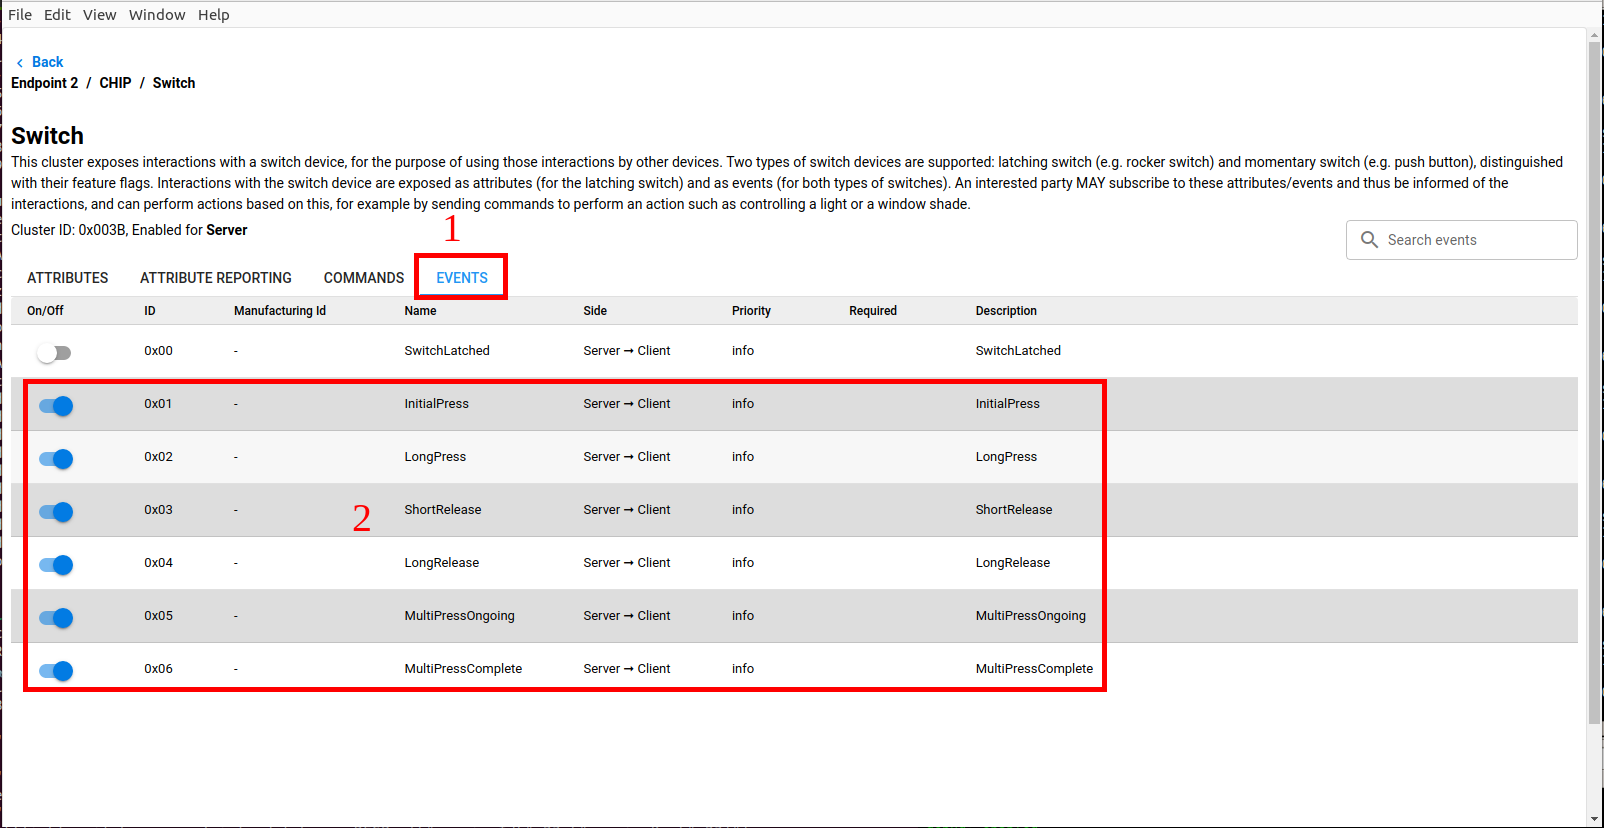 File Edit View Window Help
‹ Back
Endpoint 2 / CHIP / Switch
Switch
This cluster exposes interactions with a switch device, for the purpose of using those interactions by other devices. Two types of switch devices are supported: latching switch (e.g. rocker switch) and momentary switch (e.g. push button), distinguished
with their feature flags. Interactions with the switch device are exposed as attributes (for the latching switch) and as events (for both types of switches). An interested party MAY subscribe to these attributes/events and thus be informed of the
interactions, and can perform actions based on this, for example by sending commands to perform an action such as controlling a light or a window shade.
Cluster ID: 0x003B, Enabled for Server
1
Search events
ATTRIBUTES ATTRIBUTE REPORTING COMMANDS EVENTS
On/Off ID Manufacturing Id Name Side Priority Required Description
0x00 - SwitchLatched Server → Client info SwitchLatched
0x01 - InitialPress Server → Client info InitialPress
0x02 - LongPress Server → Client info LongPress
0x03 - ShortRelease Server → Client info ShortRelease
2
0x04 - LongRelease Server → Client info LongRelease
0x05 - MultiPressOngoing Server → Client info MultiPressOngoing
0x06 - MultiPressComplete Server → Client info MultiPressComplete